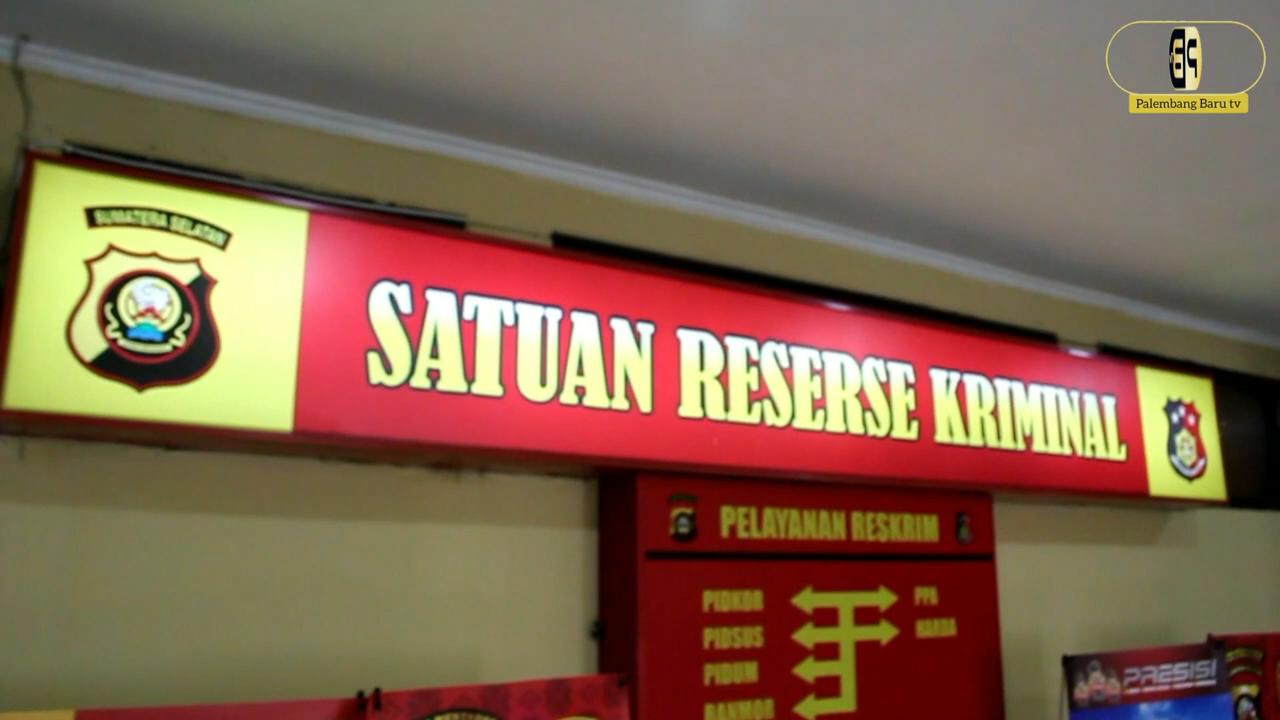 Palembang Baru tv
SUMATERA SELATAN
SATUAN RESERSE KRIMINAL
PELAYANAN RESKRIM
PIDKOR PPA
PIDSUS HARDA
PIDUM
RANMOR
PRESISI